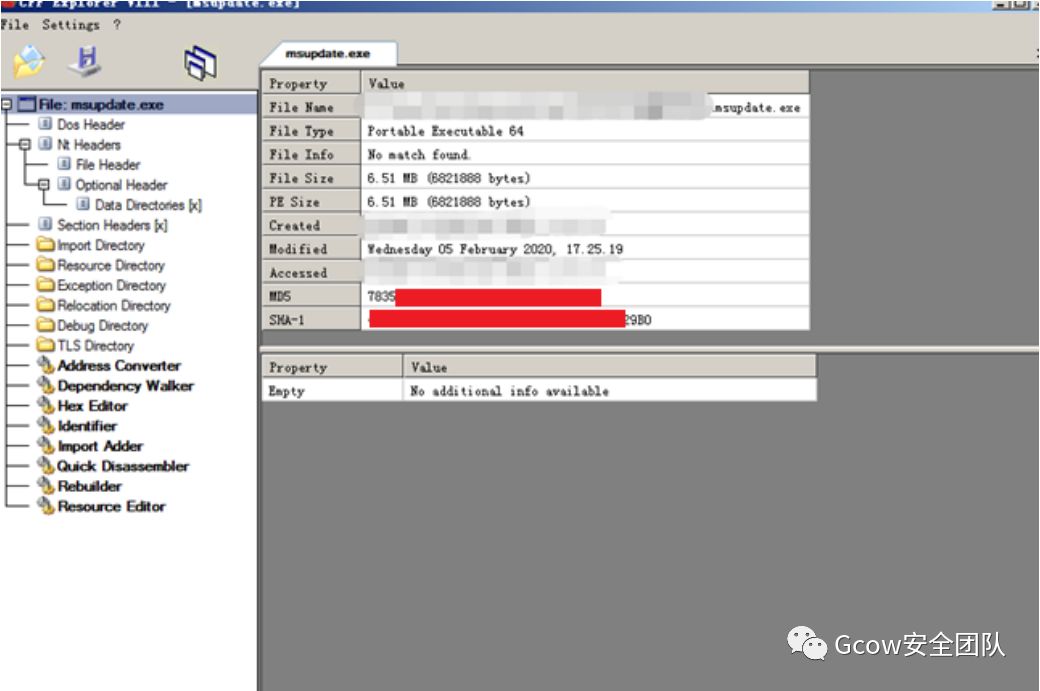 CFF Explorer VIII - [msupdate.exe]
File Settings ?
msupdate.exe
File: msupdate.exe
Dos Header
Nt Headers
File Header
Optional Header
Data Directories [x]
Section Headers [x]
Import Directory
Resource Directory
Exception Directory
Relocation Directory
Debug Directory
TLS Directory
Address Converter
Dependency Walker
Hex Editor
Identifier
Import Adder
Quick Disassembler
Rebuilder
Resource Editor
Property Value
File Name msupdate.exe
File Type Portable Executable 64
File Info No match found.
File Size 6.51 MB (6821888 bytes)
PE Size 6.51 MB (6821888 bytes)
Created
Modified Wednesday 05 February 2020, 17.25.19
Accessed
MD5 7835
SHA-1 29B0
Property Value
Empty No additional info available
Gcow安全团队